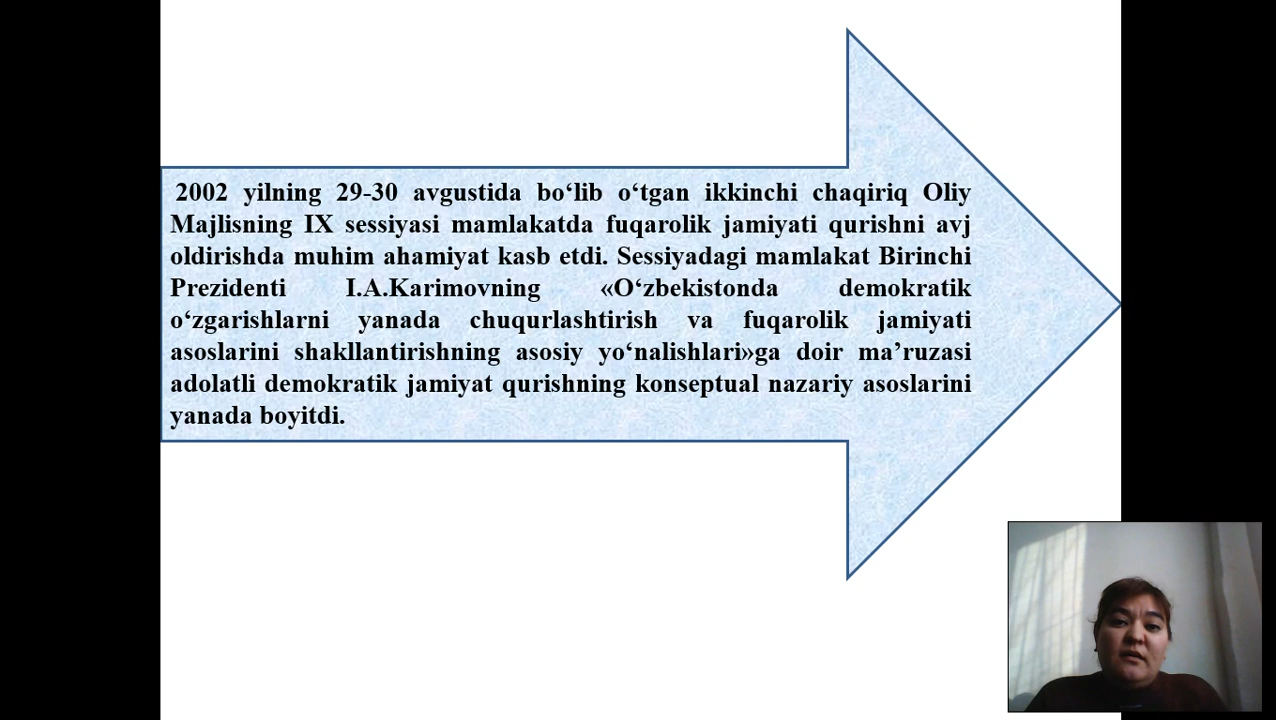 2002 yilning 29-30 avgustida bo‘lib o‘tgan ikkinchi chaqiriq Oliy
Majlisning IX sessiyasi mamlakatda fuqarolik jamiyati qurishni avj
oldirishda muhim ahamiyat kasb etdi. Sessiyadagi mamlakat Birinchi
Prezidenti I.A.Karimovning «O‘zbekistonda demokratik
o‘zgarishlarni yanada chuqurlashtirish va fuqarolik jamiyati
asoslarini shakllantirishning asosiy yo‘nalishlari»ga doir ma’ruzasi
adolatli demokratik jamiyat qurishning konseptual nazariy asoslarini
yanada boyitdi.